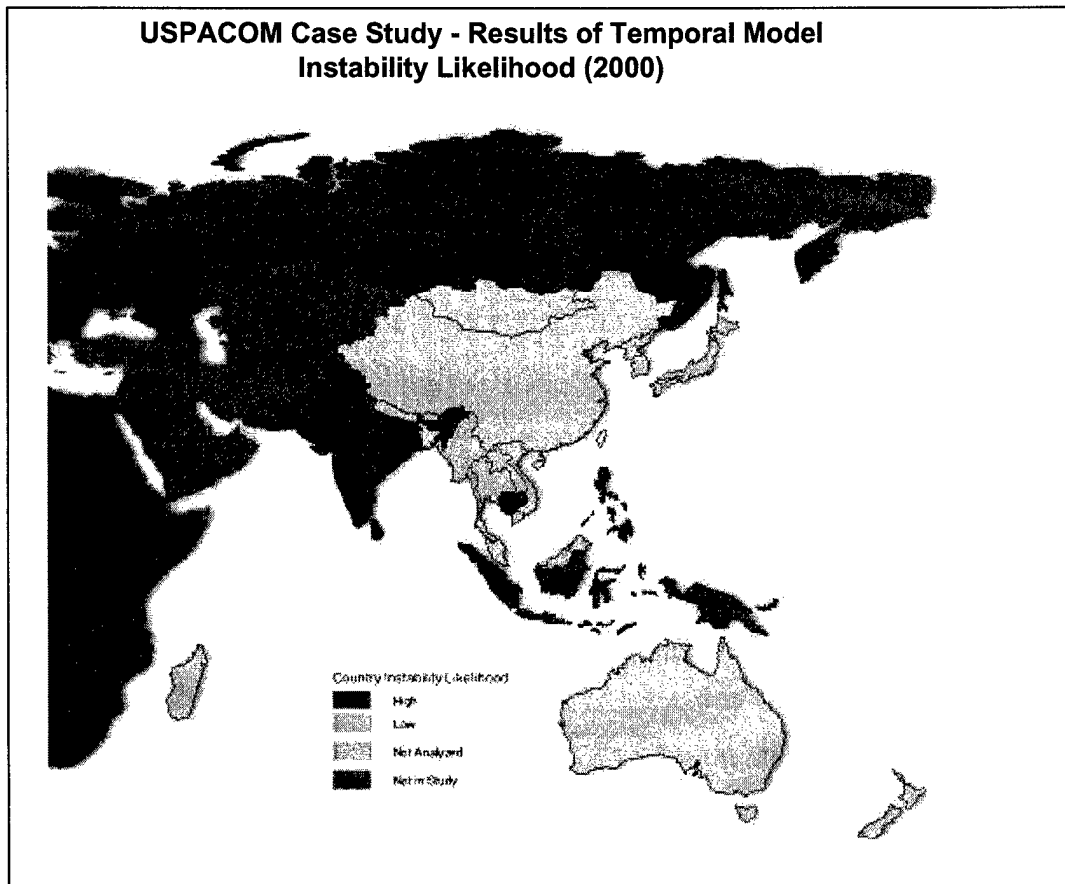 USPACOM Case Study - Results of Temporal Model
Instability Likelihood (2000)
Country Instability Likelihood
High
Low
Not Analyzed
Not in Study